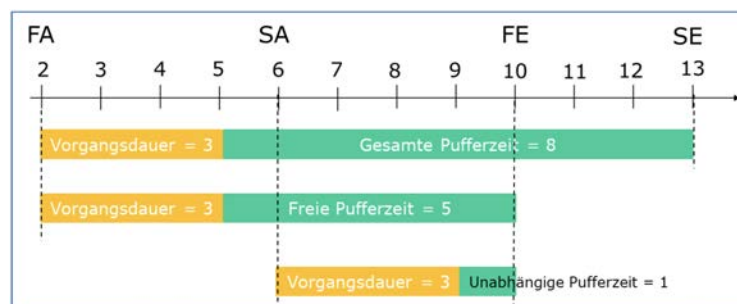 FA SA FE SE
2 3 4 5 6 7 8 9 10 11 12 13
Vorgangsdauer = 3 Gesamte Pufferzeit = 8
Vorgangsdauer = 3 Freie Pufferzeit = 5
Vorgangsdauer = 3 Unabhängige Pufferzeit = 1